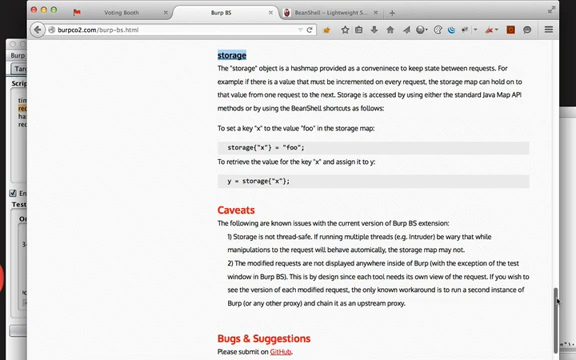 Voting Booth
Burp BS
BeanShell - Lightweight S...
burpco2.com/burp-bs.html
storage
The "storage" object is a hashmap provided as a conveninece to keep state between requests. For
example if there is a value that must be incremented on every request, the storage map can hold on to
that value from one request to the next. Storage is accessed by using either the standard Java Map API
methods or by using the BeanShell shortcuts as follows:
To set a key "x" to the value "foo" in the storage map:
storage{"x"} = "foo";
To retrieve the value for the key "x" and assign it to y:
y = storage{"x"};
Caveats
The following are known issues with the current version of Burp BS extension:
1) Storage is not thread-safe. If running multiple threads (e.g. Intruder) be wary that while
manipulations to the request will behave automically, the storage map may not.
2) The modified requests are not displayed anywhere inside of Burp (with the exception of the test
window in Burp BS). This is by design since each tool needs its own view of the request. If you wish to
see the version of each modified request, the only known workaround is to run a second instance of
Burp (or any other proxy) and chain it as an upstream proxy.
Bugs & Suggestions
Please submit on GitHub.
Burp
Scrip